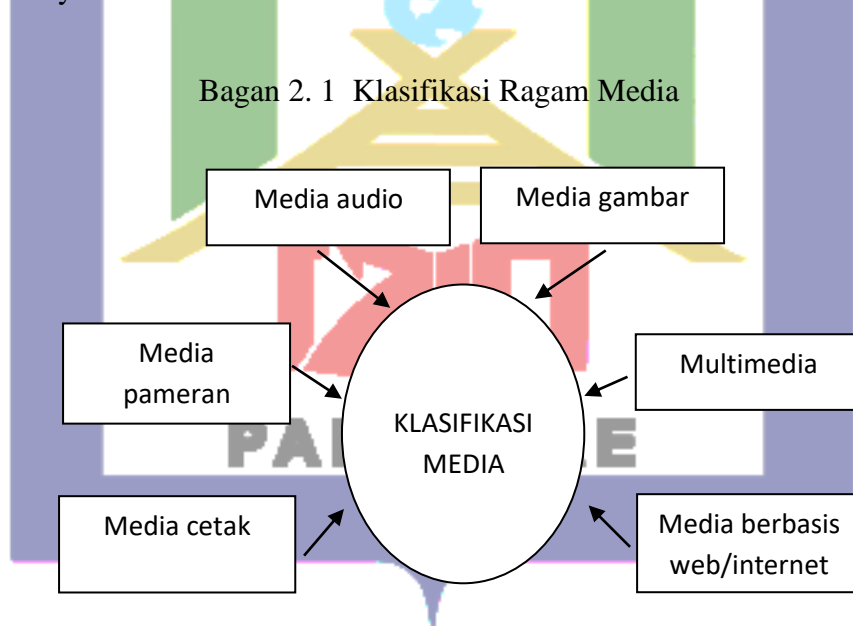 Bagan 2. 1 Klasifikasi Ragam Media
Media audio
Media gambar
Media
pameran
Multimedia
KLASIFIKASI
MEDIA
Media cetak
Media berbasis
web/internet